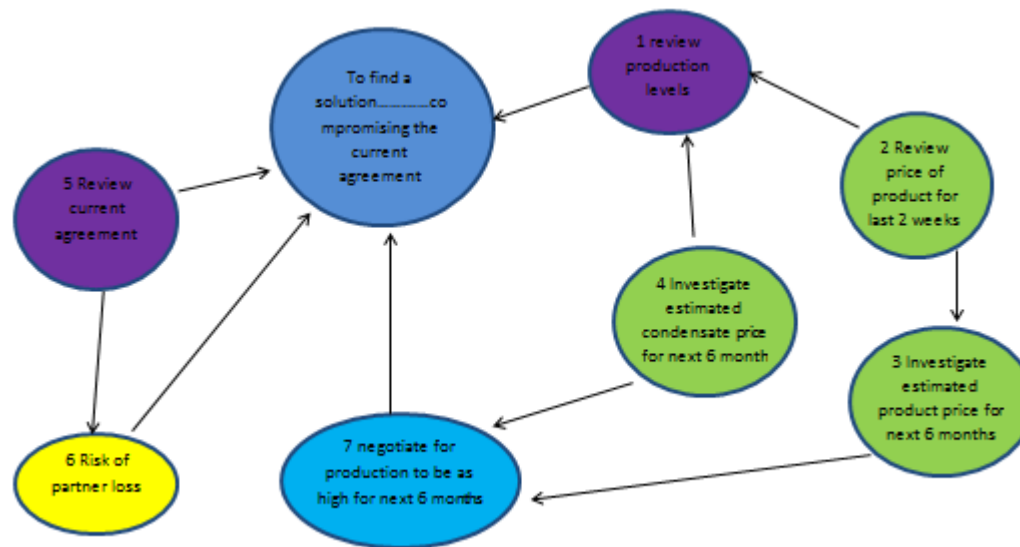 To find a
solution..............co
mpromising the
current
agreement
1 review
production
levels
2 Review
price of
product for
last 2 weeks
5 Review
current
agreement
4 Investigate
estimated
condensate price
for next 6 month
3 Investigate
estimated
product price for
next 6 months
6 Risk of
partner loss
7 negotiate for
production to be as
high for next 6 months